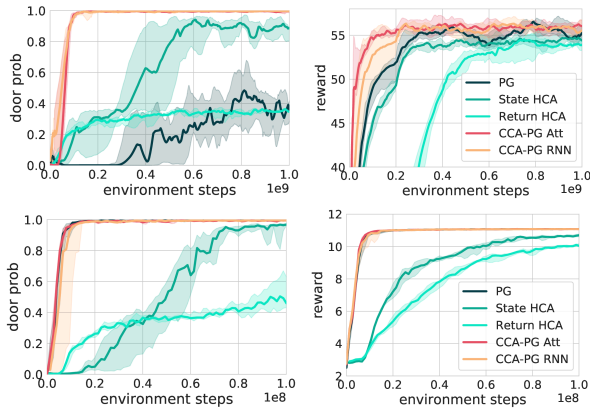 door prob
1.0
0.8
0.6
0.4
0.2
0.0
0.0 0.2 0.4 0.6 0.8 1.0
environment steps 1e9
reward
55
50
45
40
0.0 0.2 0.4 0.6 0.8 1.0
environment steps 1e9
PG
State HCA
Return HCA
CCA-PG Att
CCA-PG RNN
door prob
1.0
0.8
0.6
0.4
0.2
0.0
0.0 0.2 0.4 0.6 0.8 1.0
environment steps 1e8
reward
12
10
8
6
4
2
0.0 0.2 0.4 0.6 0.8 1.0
environment steps 1e8
PG
State HCA
Return HCA
CCA-PG Att
CCA-PG RNN